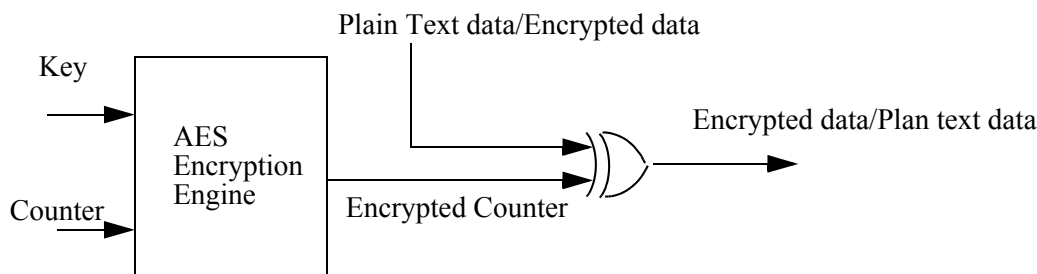 Plain Text data/Encrypted data
Key
Encrypted data/Plan text data
AES
Encryption
Engine
Counter
Encrypted Counter